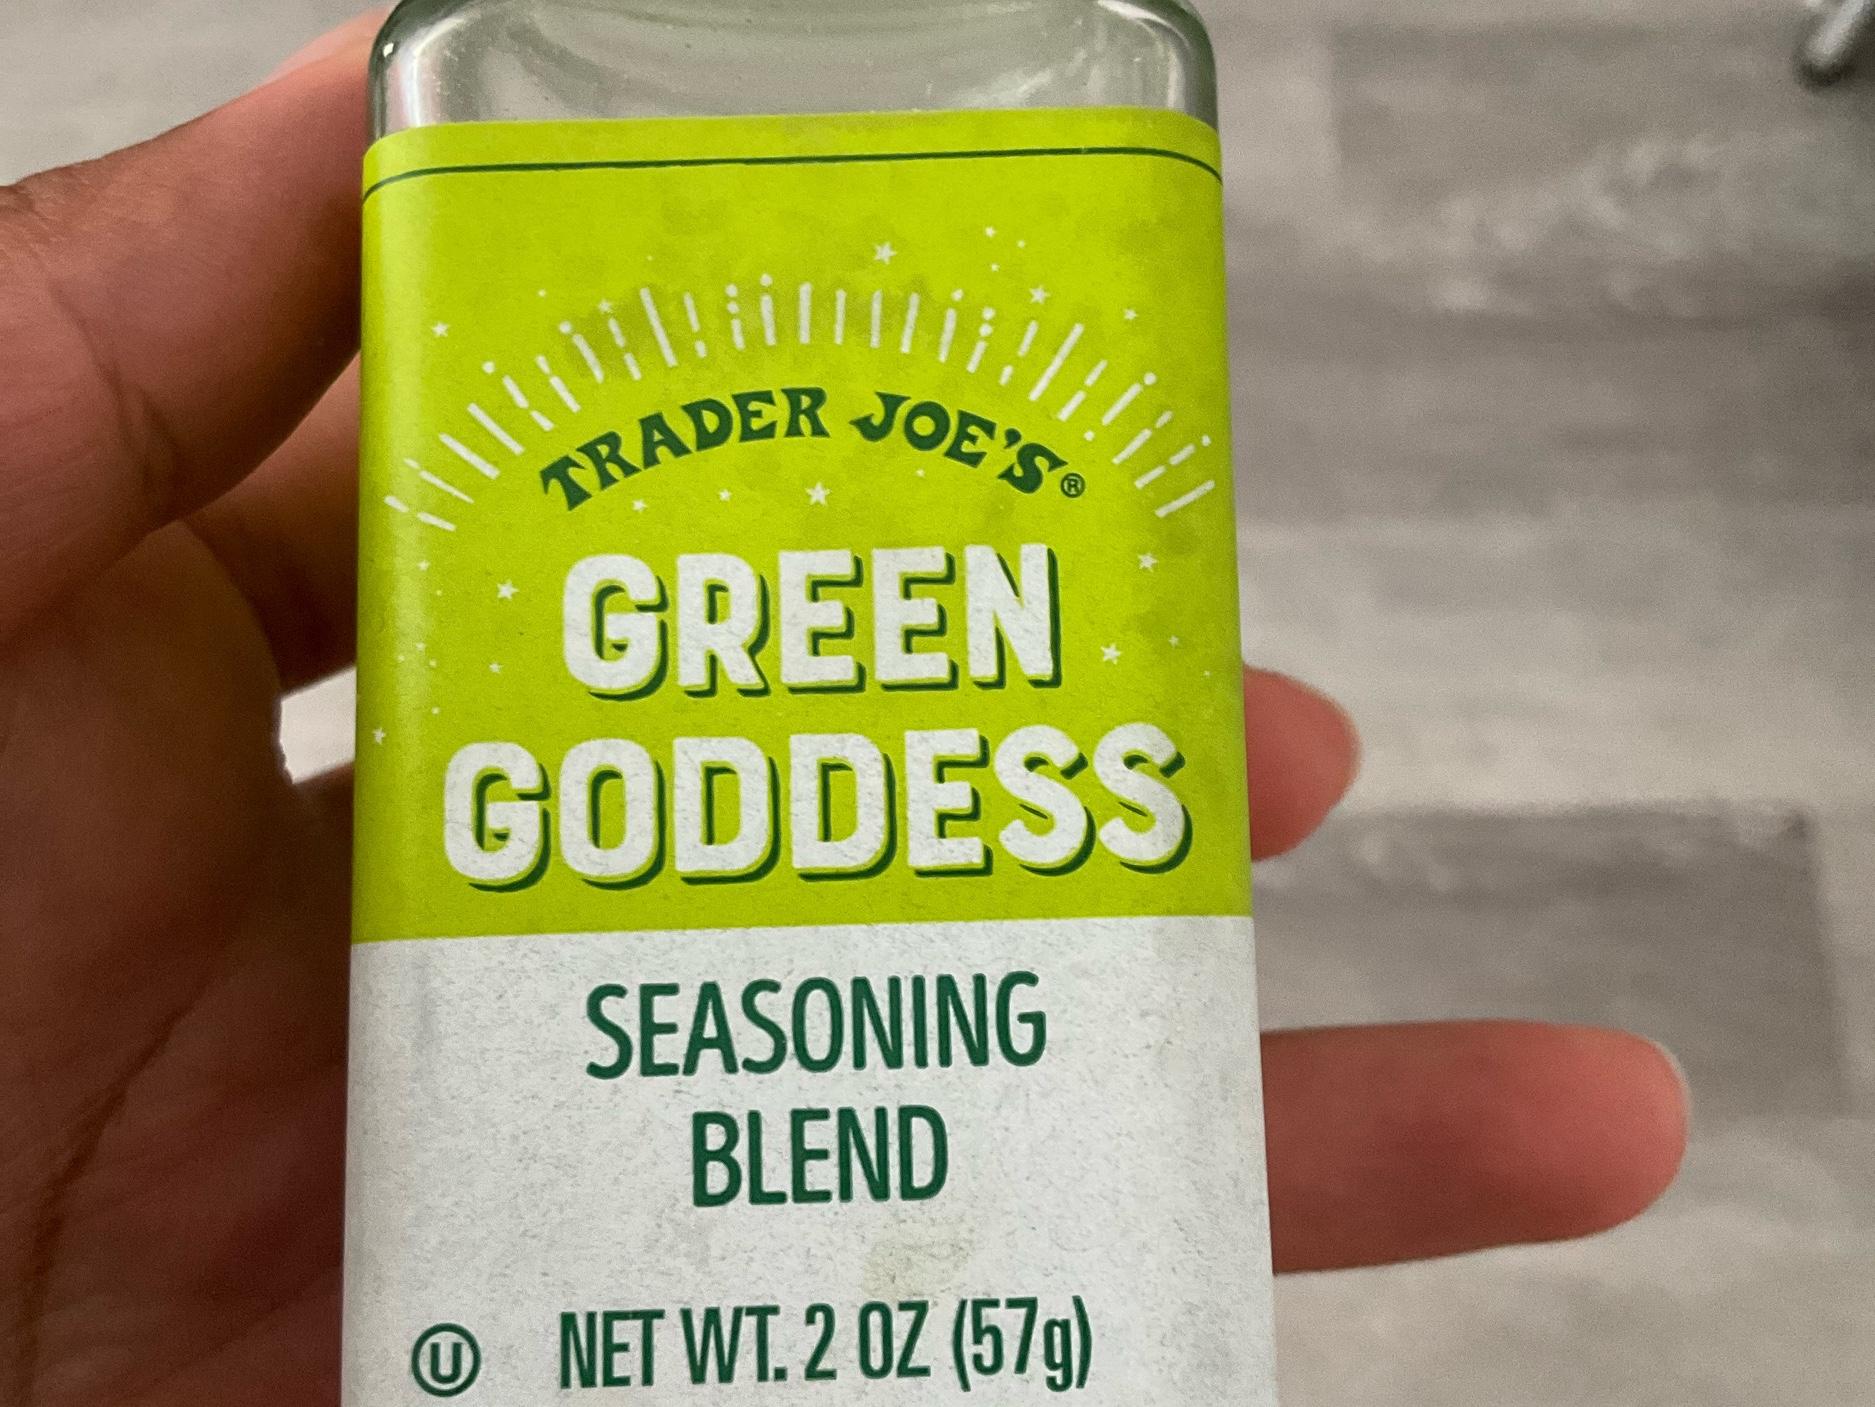 TRADER JOE'S®
GREEN
GODDESS
SEASONING
BLEND
Ⓤ NET WT. 2 OZ (57g)